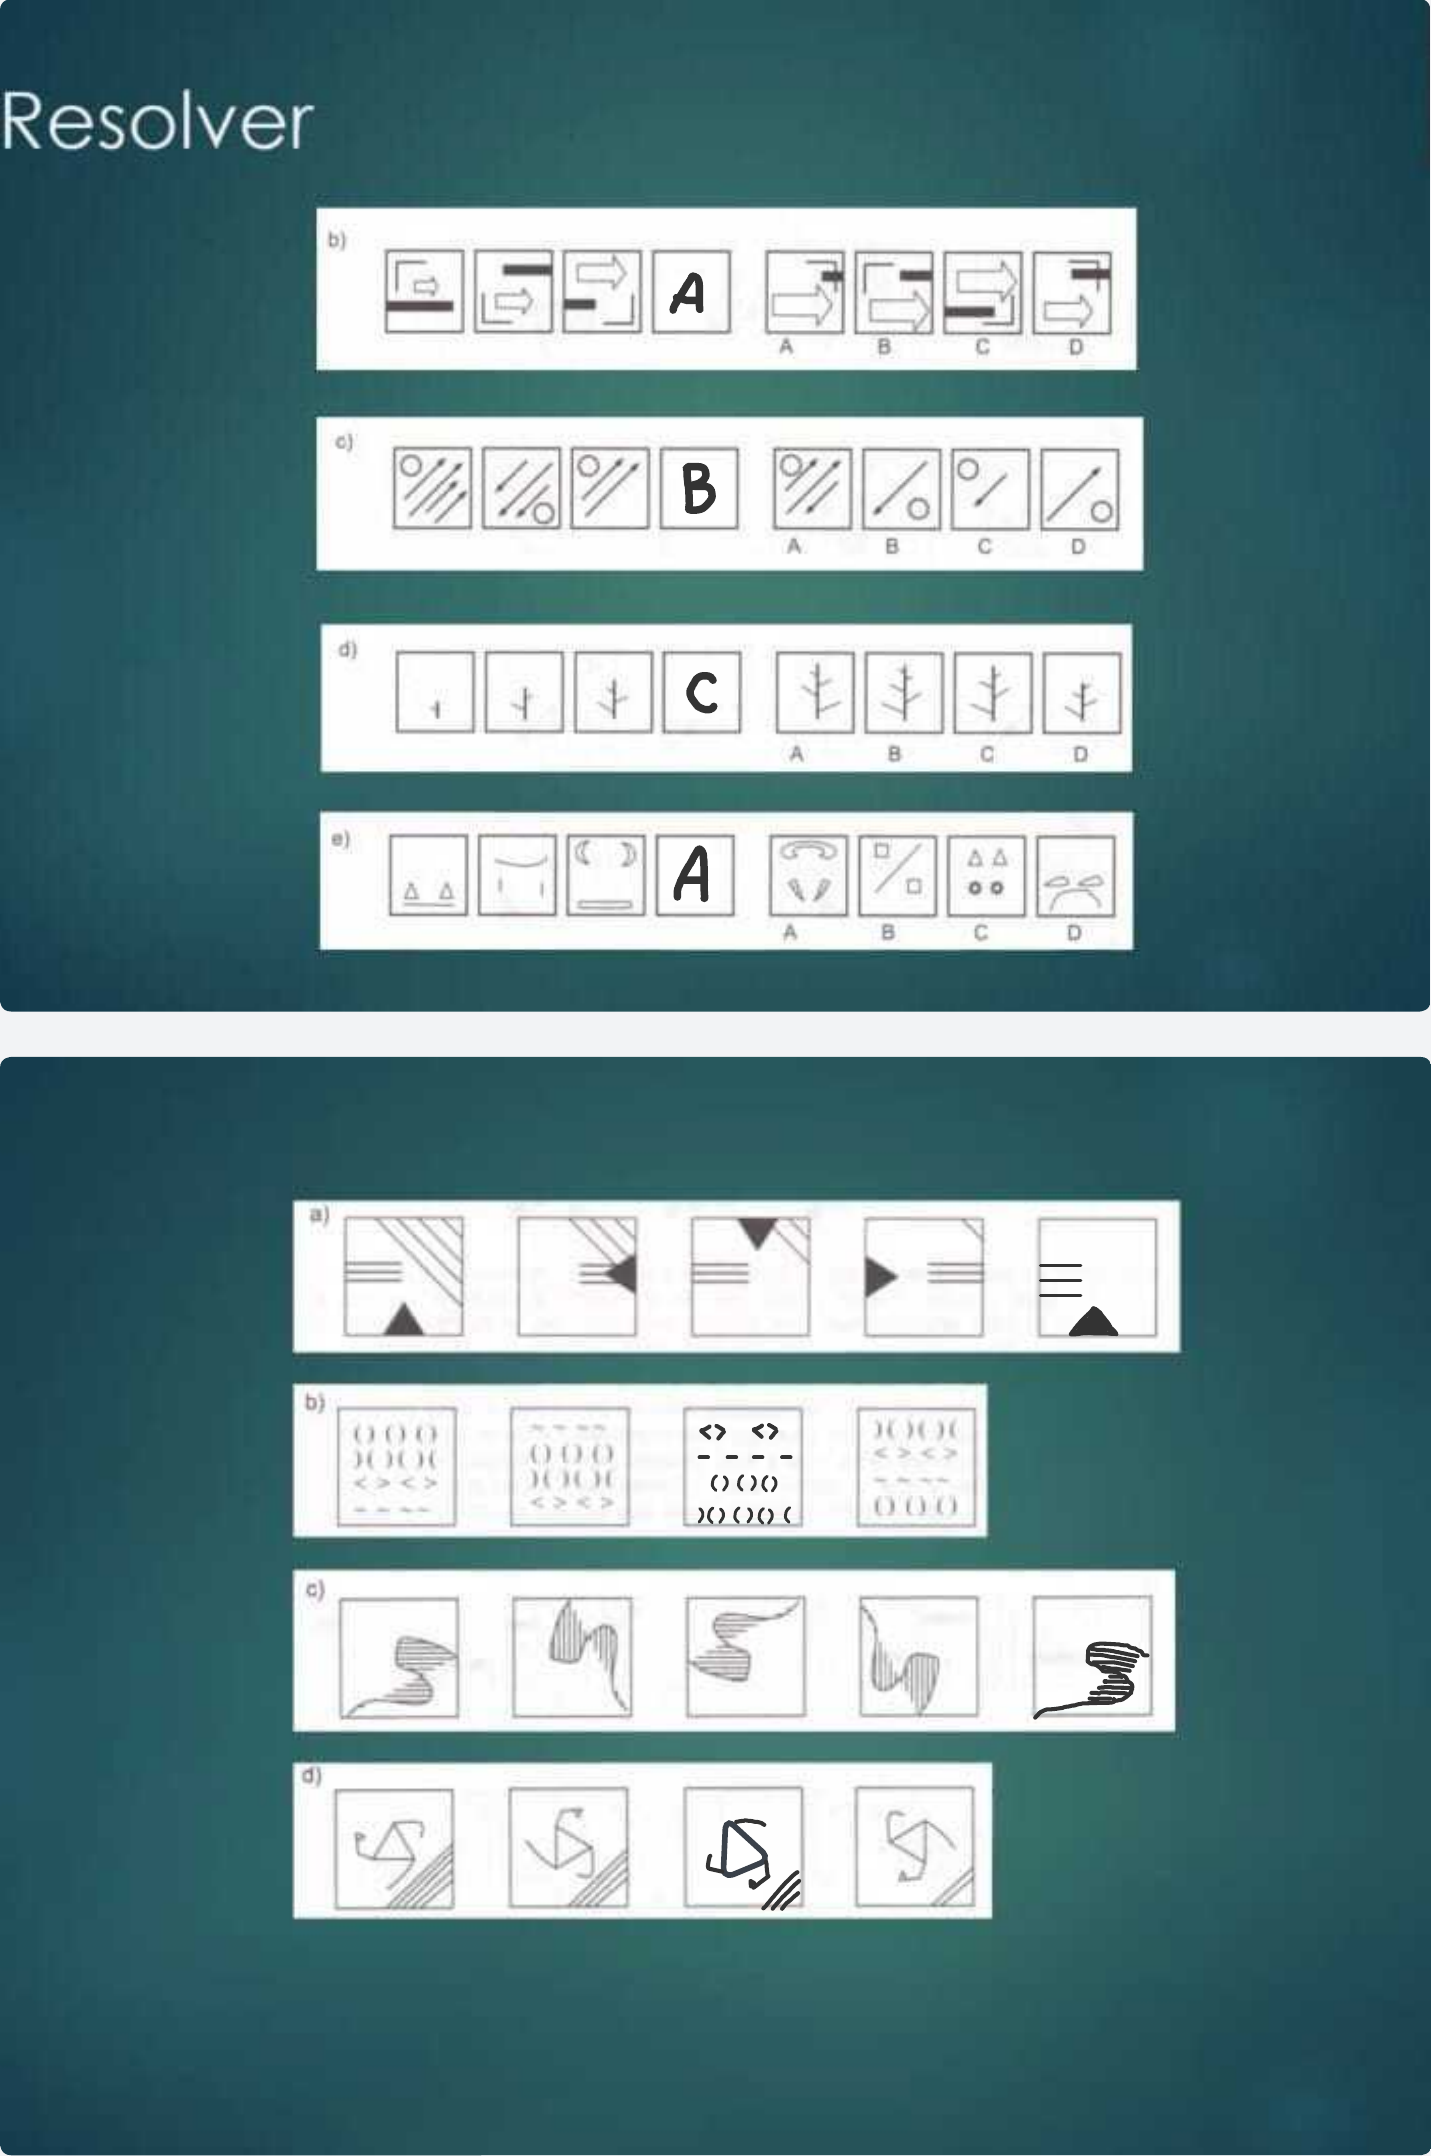 Resolver
b)
A
A B C D
c)
B
A B C D
d)
C
A B C D
e)
A
A B C D
a)
b)
( ) ( ) ( )
) ( ) ( ) (
< > < >
~ ~ ~ ~
~ ~ ~ ~
( ) ( ) ( )
) ( ) ( ) (
< > < >
<> <>
- - - -
( ) ( ) ( )
) ( ) ( ) ( ) (
) ( ) ( ) (
< > < >
~ ~ ~ ~
( ) ( ) ( )
c)
d)